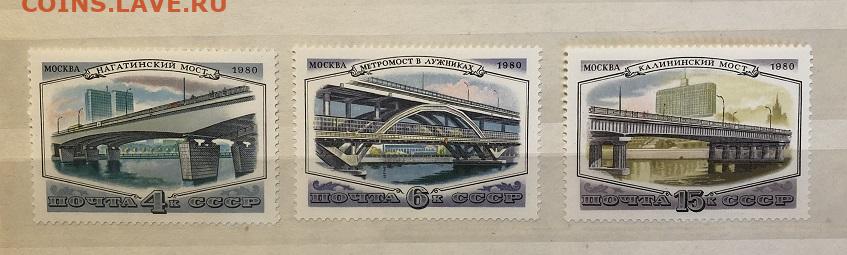 COINS.LAVE.RU
МОСКВА НАГАТИНСКИЙ МОСТ 1980
ПОЧТА 4К СССР
МОСКВА МЕТРОМОСТ В ЛУЖНИКАХ 1980
ПОЧТА 6К СССР
МОСКВА КАЛИНИНСКИЙ МОСТ 1980
ПОЧТА 15К СССР